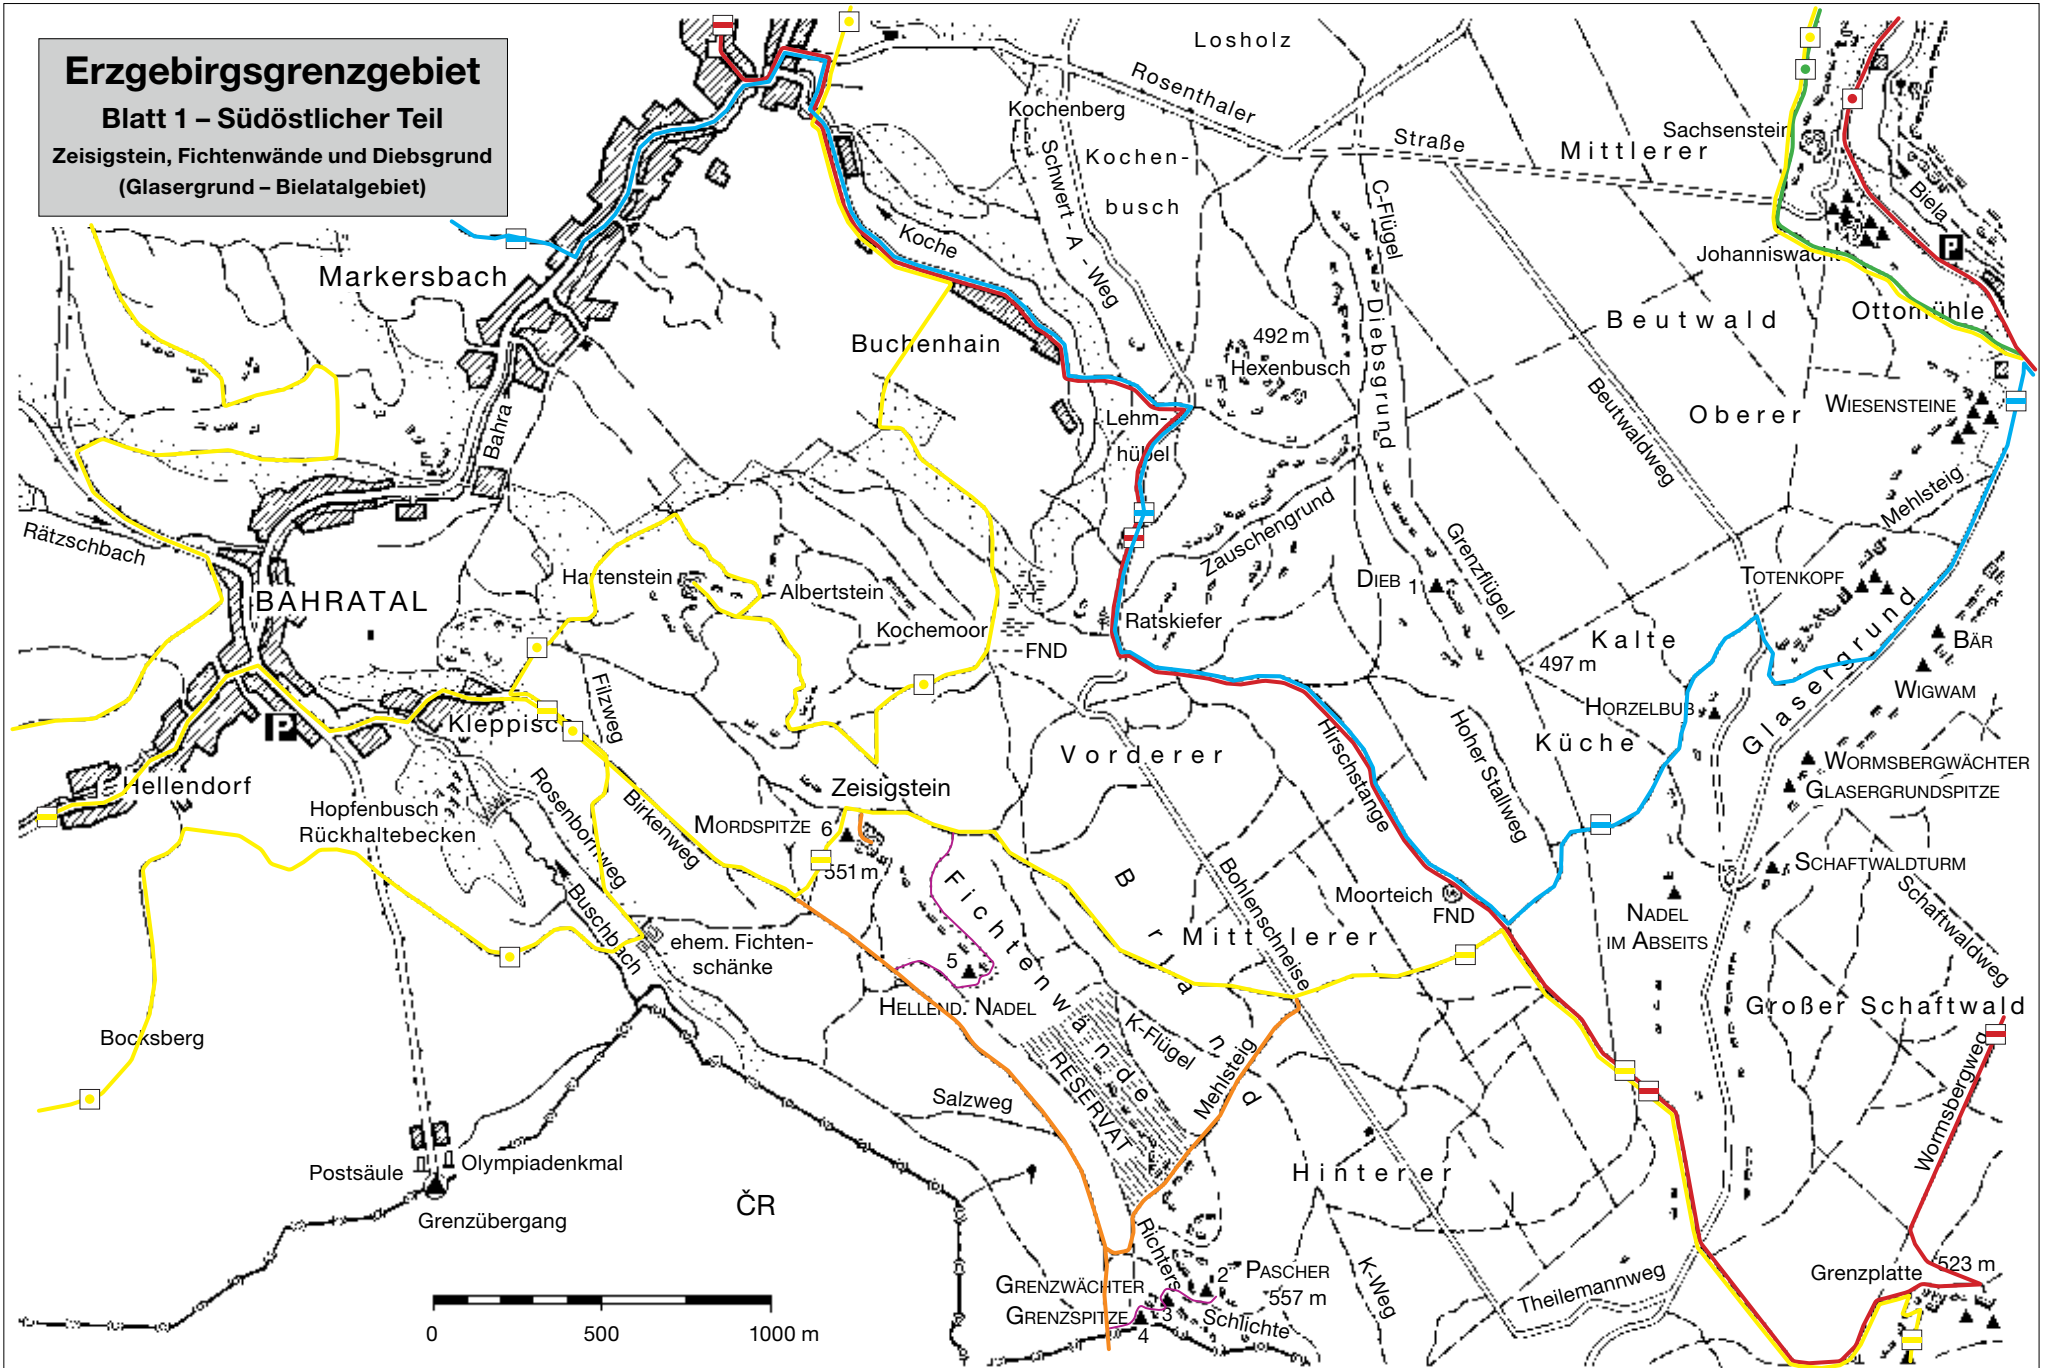 Erzgebirgsgrenzgebiet
Blatt 1 – Südöstlicher Teil
Zeisigstein, Fichtenwände und Diebsgrund
(Glasergrund – Bielatalgebiet)
Losholz
Rosenthaler
Straße
Kochenberg
Kochen-
busch
Schwert-A-Weg
Sachsenstein
Mittlerer
C-Flügel
Biela
P
Johanniswacht
Koche
Markersbach
Diebsgrund
Beutwald
Ottomühle
Buchenhain
492 m
Hexenbusch
Beutwaldweg
Oberer
WIESENSTEINE
Bahra
Lehm-
hübel
Mehlsteig
Rätzschbach
Zauschengrund
Grenzflügel
Hartenstein
Albertstein
DIEB 1
TOTENKOPF
BAHRATAL
Kochemoor
Ratskiefer
FND
Kalte
497 m
BÄR
Glasergrund
WIGWAM
Filzweg
HORZELBUB
P
Kleppisch
Hirschstange
Hoher Stallweg
Küche
Vorderer
WORMSBERGWÄCHTER
Hellendorf
Zeisigstein
GLASERGRUNDSPITZE
Hopfenbusch
Rückhaltebecken
Rosenbornweg
Birkenweg
MORDSPITZE 6
551 m
Bohlenschneise
SCHAFTWALDTURM
Schaftwaldweg
Moorteich
FND
Buschbach
Fichtenwände
Brand
NADEL
IM ABSEITS
ehem. Fichten-
schänke
5
Mittlerer
HELLEND. NADEL
Großer Schaftwald
Bocksberg
K-Flügel
RESERVAT
Mehlsteig
Salzweg
Wormsbergweg
Postsäule
Olympiadenkmal
Hinterer
Grenzübergang
ČR
Richters
Schlichte
K-Weg
Theilemannweg
GRENZWÄCHTER
2
PASCHER
557 m
Grenzplatte
523 m
GRENZSPITZE
3
4
0 500 1000 m